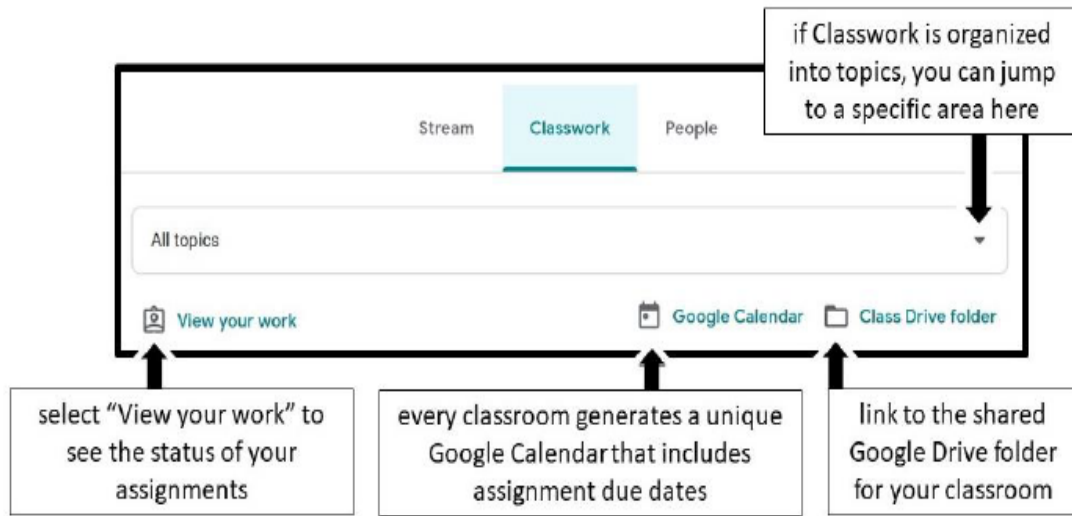 if Classwork is organized
into topics, you can jump
to a specific area here
Stream Classwork People
All topics
View your work Google Calendar Class Drive folder
select “View your work” to
see the status of your
assignments
every classroom generates a unique
Google Calendar that includes
assignment due dates
link to the shared
Google Drive folder
for your classroom